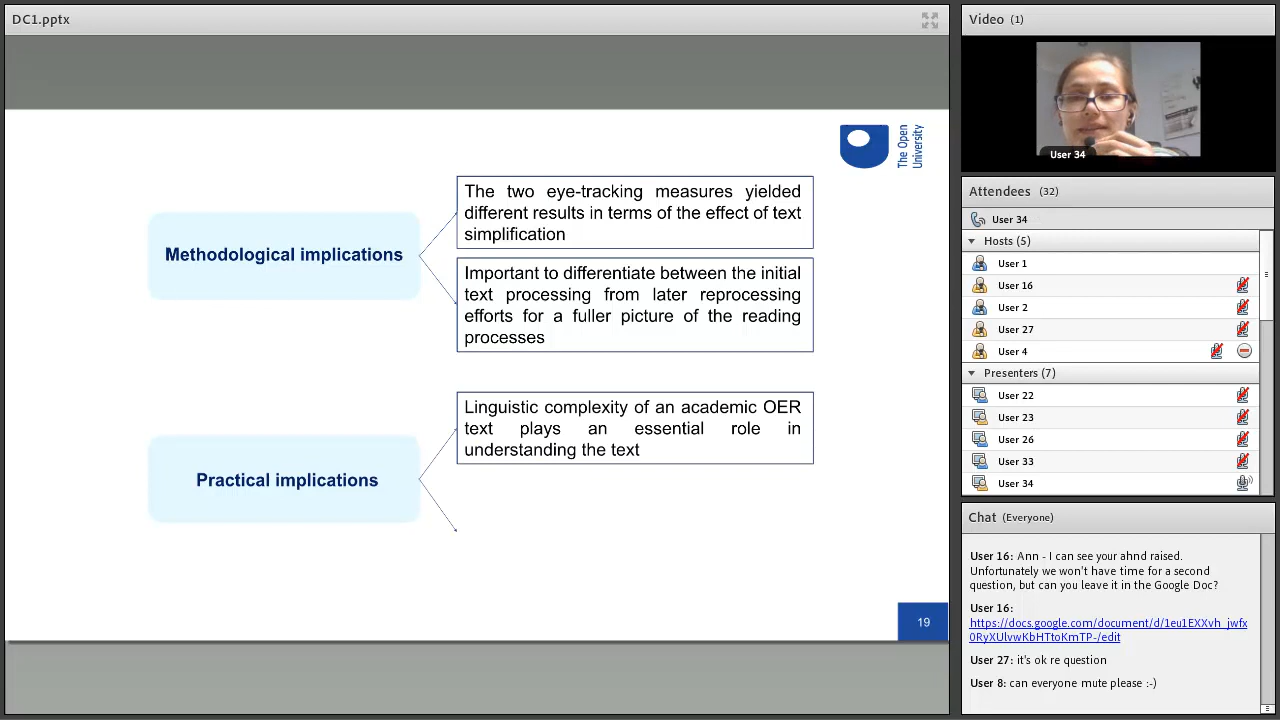 DC1.pptx
The Open
University
Methodological implications
The two eye-tracking measures yielded
different results in terms of the effect of text
simplification
Important to differentiate between the initial
text processing from later reprocessing
efforts for a fuller picture of the reading
processes
Practical implications
Linguistic complexity of an academic OER
text plays an essential role in
understanding the text
19
Video (1)
User 34
Attendees (32)
User 34
Hosts (5)
User 1
User 16
User 2
User 27
User 4
Presenters (7)
User 22
User 23
User 26
User 33
User 34
Chat (Everyone)
User 16: Ann - I can see your ahnd raised.
Unfortunately we won't have time for a second
question, but can you leave it in the Google Doc?
User 16:
https://docs.google.com/document/d/1eu1EXXvh_jwfx
0RyXUlvwKbHTtoKmTP-/edit
User 27: it's ok re question
User 8: can everyone mute please :-)